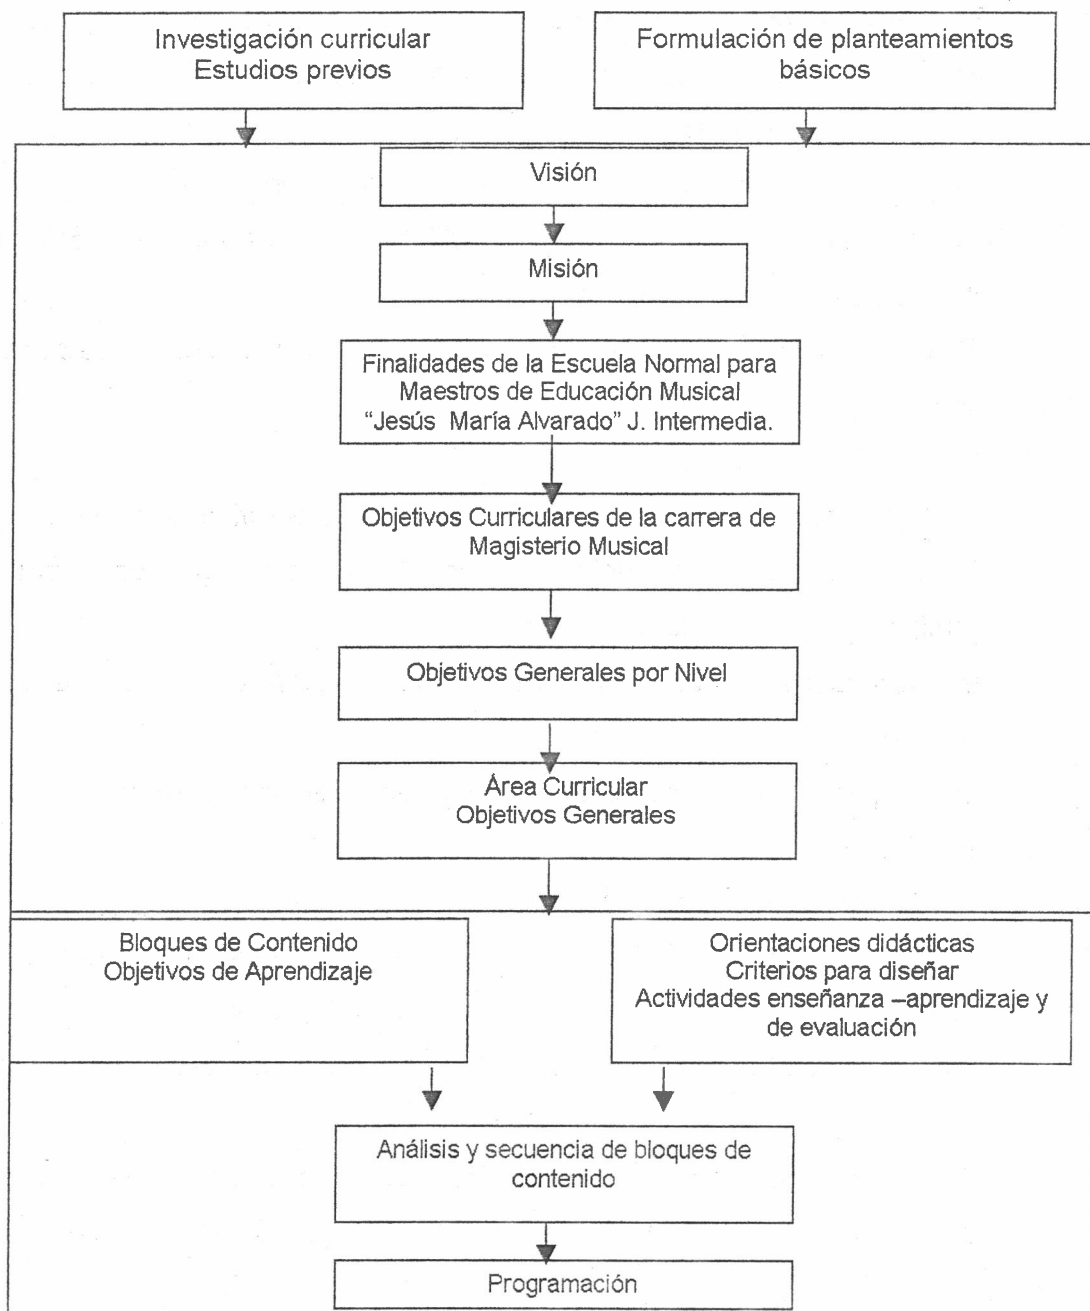 Investigación curricular
Estudios previos
Formulación de planteamientos
básicos
Visión
Misión
Finalidades de la Escuela Normal para
Maestros de Educación Musical
“Jesús María Alvarado” J. Intermedia.
Objetivos Curriculares de la carrera de
Magisterio Musical
Objetivos Generales por Nivel
Área Curricular
Objetivos Generales
Bloques de Contenido
Objetivos de Aprendizaje
Orientaciones didácticas
Criterios para diseñar
Actividades enseñanza –aprendizaje y
de evaluación
Análisis y secuencia de bloques de
contenido
Programación